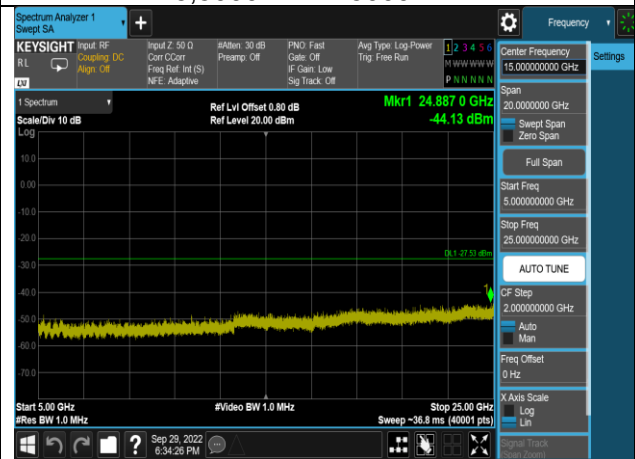 Spectrum Analyzer 1
Swept SA
+
Frequency
KEYSIGHT
RL
LXI
Input: RF
Coupling: DC
Align: Off
Input Z: 50 Ω
Corr CCorr
Freq Ref: Int (S)
NFE: Adaptive
#Atten: 30 dB
Preamp: Off
PNO: Fast
Gate: Off
IF Gain: Low
Sig Track: Off
Avg Type: Log-Power
Trig: Free Run
1 2 3 4 5 6
M W W W W W
P N N N N N
1 Spectrum
Scale/Div 10 dB
Log
Ref Lvl Offset 0.80 dB
Ref Level 20.00 dBm
Mkr1 24.887 0 GHz
-44.13 dBm
10.0
0.00
-10.0
-20.0
-30.0
-40.0
-50.0
-60.0
-70.0
DL1 -27.53 dBm
1
Start 5.00 GHz
#Res BW 1.0 MHz
#Video BW 1.0 MHz
Stop 25.00 GHz
Sweep ~36.8 ms (40001 pts)
Center Frequency
15.000000000 GHz
Settings
Span
20.0000000 GHz
Swept Span
Zero Span
Full Span
Start Freq
5.000000000 GHz
Stop Freq
25.000000000 GHz
AUTO TUNE
CF Step
2.000000000 GHz
Auto
Man
Freq Offset
0 Hz
X Axis Scale
Log
Lin
Signal Track
(Span Zoom)
?
Sep 29, 2022
6:34:26 PM